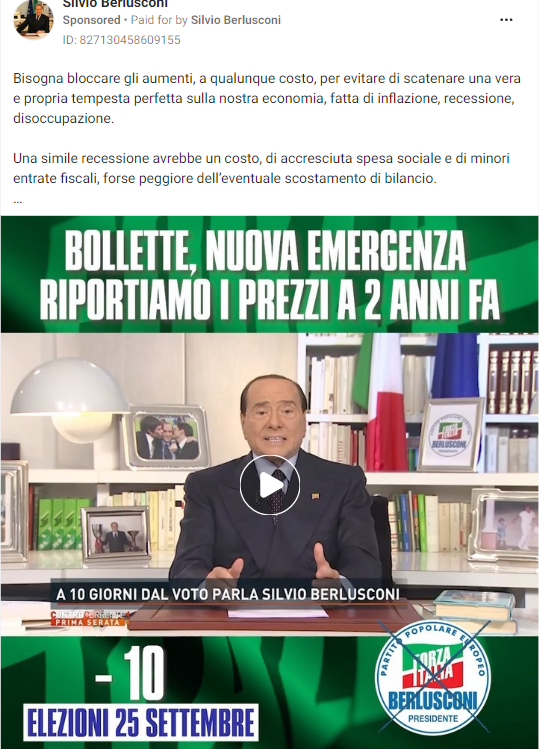 Silvio Berlusconi
Sponsored • Paid for by Silvio Berlusconi
ID: 827130458609155
Bisogna bloccare gli aumenti, a qualunque costo, per evitare di scatenare una vera
e propria tempesta perfetta sulla nostra economia, fatta di inflazione, recessione,
disoccupazione.
Una simile recessione avrebbe un costo, di accresciuta spesa sociale e di minori
entrate fiscali, forse peggiore dell'eventuale scostamento di bilancio.
...
BOLLETTE, NUOVA EMERGENZA
RIPORTIAMO I PREZZI A 2 ANNI FA
FORZA
ITALIA
BERLUSCONI
A 10 GIORNI DAL VOTO PARLA SILVIO BERLUSCONI
PRIMA SERATA
- 10
ELEZIONI 25 SETTEMBRE
PARTITO POPOLARE EUROPEO
FORZA
ITALIA
BERLUSCONI
PRESIDENTE